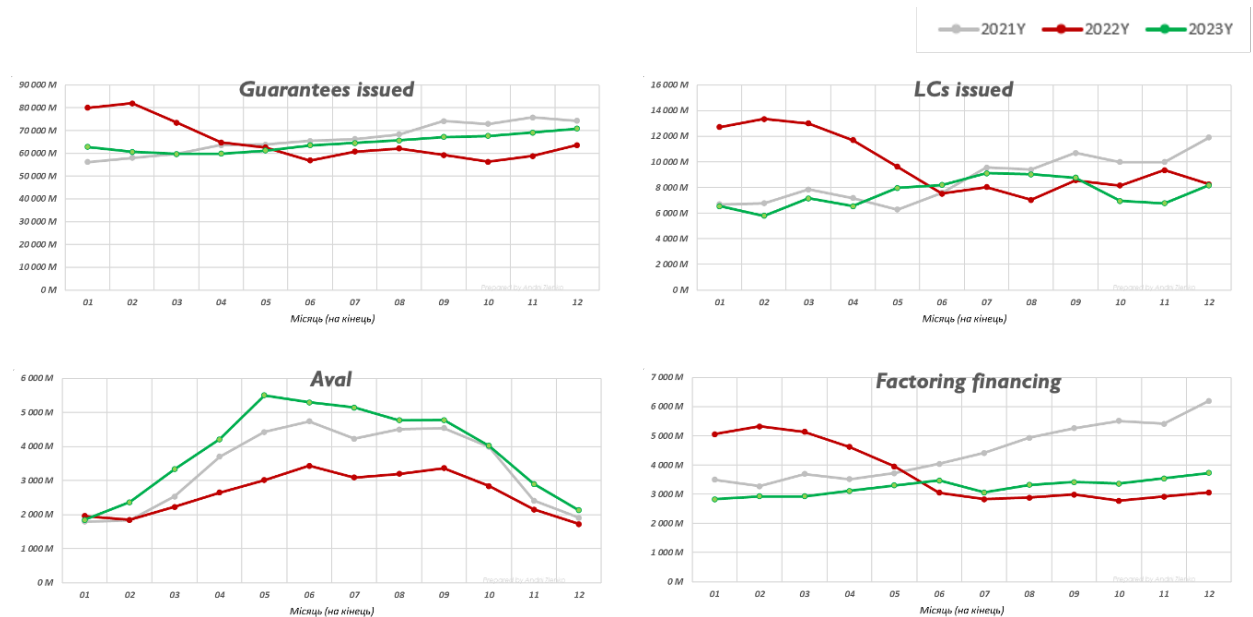 2021Y 2022Y 2023Y
Guarantees issued
90 000 M
80 000 M
70 000 M
60 000 M
50 000 M
40 000 M
30 000 M
20 000 M
10 000 M
0 M
01 02 03 04 05 06 07 08 09 10 11 12
Місяць (на кінець)
LCs issued
16 000 M
14 000 M
12 000 M
10 000 M
8 000 M
6 000 M
4 000 M
2 000 M
0 M
01 02 03 04 05 06 07 08 09 10 11 12
Місяць (на кінець)
Aval
6 000 M
5 000 M
4 000 M
3 000 M
2 000 M
1 000 M
0 M
01 02 03 04 05 06 07 08 09 10 11 12
Місяць (на кінець)
Factoring financing
7 000 M
6 000 M
5 000 M
4 000 M
3 000 M
2 000 M
1 000 M
0 M
01 02 03 04 05 06 07 08 09 10 11 12
Місяць (на кінець)